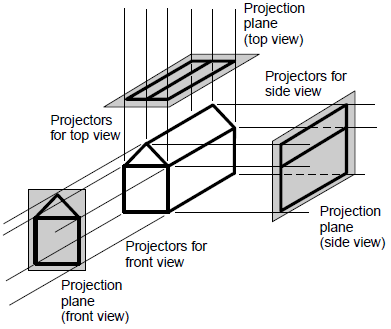 Projection
plane
(top view)
Projectors for
side view
Projectors
for top view
Projection
plane
(side view)
Projectors for
front view
Projection
plane
(front view)